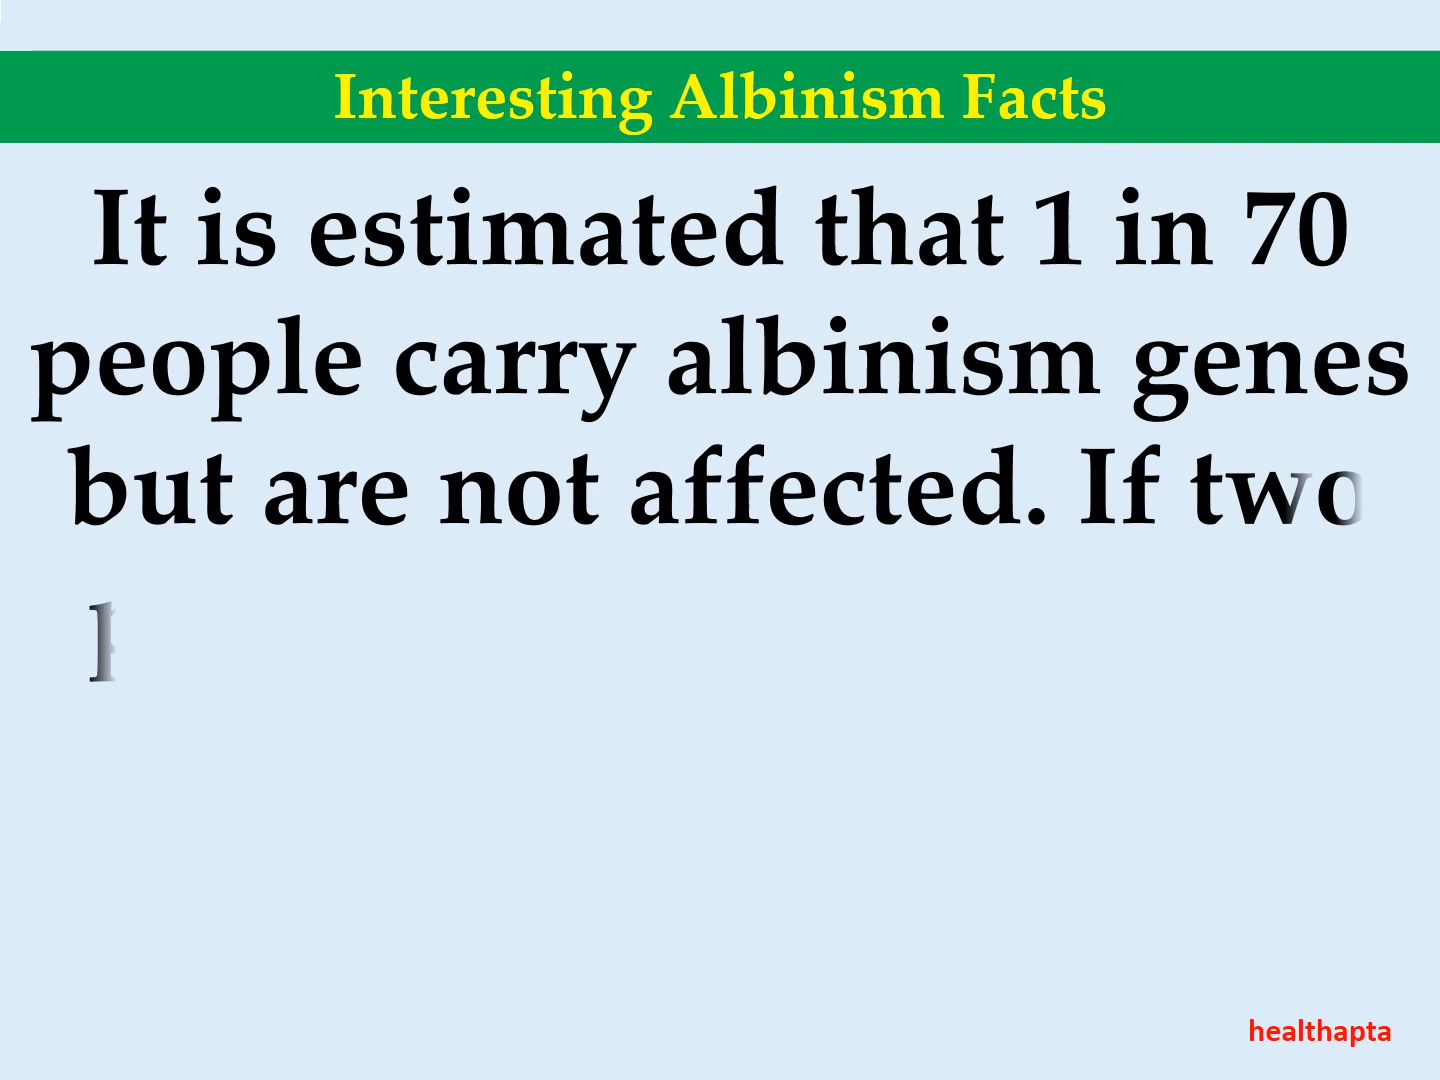 Interesting Albinism Facts
It is estimated that 1 in 70
people carry albinism genes
but are not affected. If two
healthapta